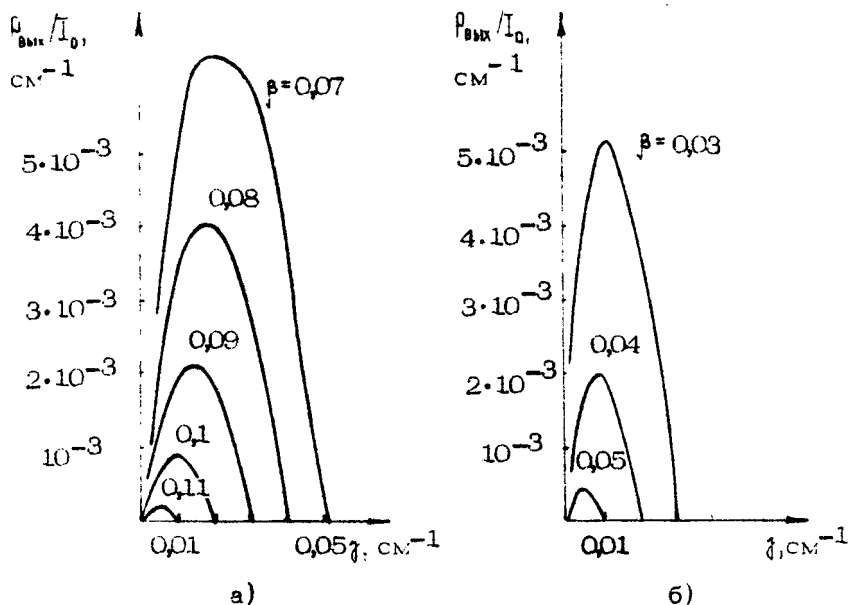 Pвых/I₀,
см⁻¹
β=0,07
5·10⁻³
0,08
4·10⁻³
3·10⁻³
0,09
2·10⁻³
0,1
10⁻³
0,11
0,01
0,05 γ, см⁻¹
а)
Pвых/I₀,
см⁻¹
β=0,03
5·10⁻³
4·10⁻³
3·10⁻³
0,04
2·10⁻³
0,05
10⁻³
0,01
γ, см⁻¹
б)